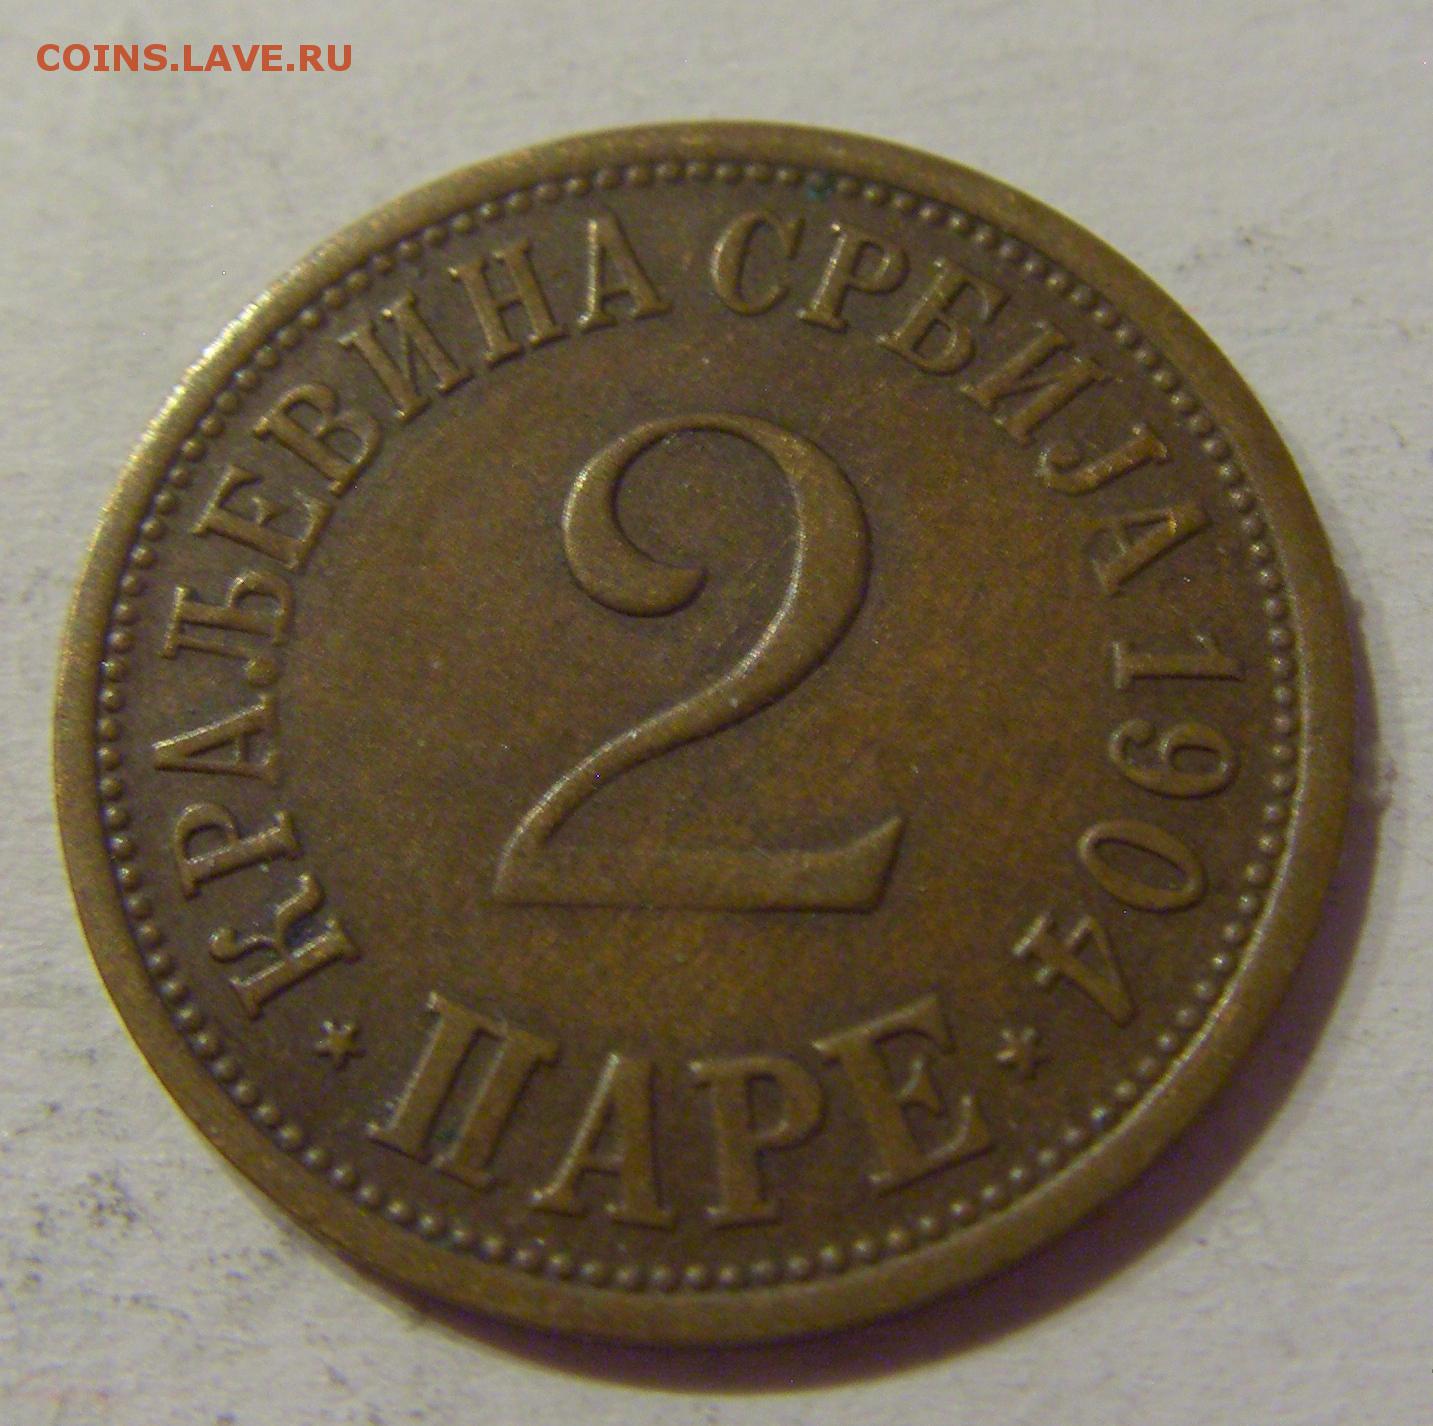 COINS.LAVE.RU
КРАЉЕВИНА СРБИЈА 1904
2
* ПАРЕ *